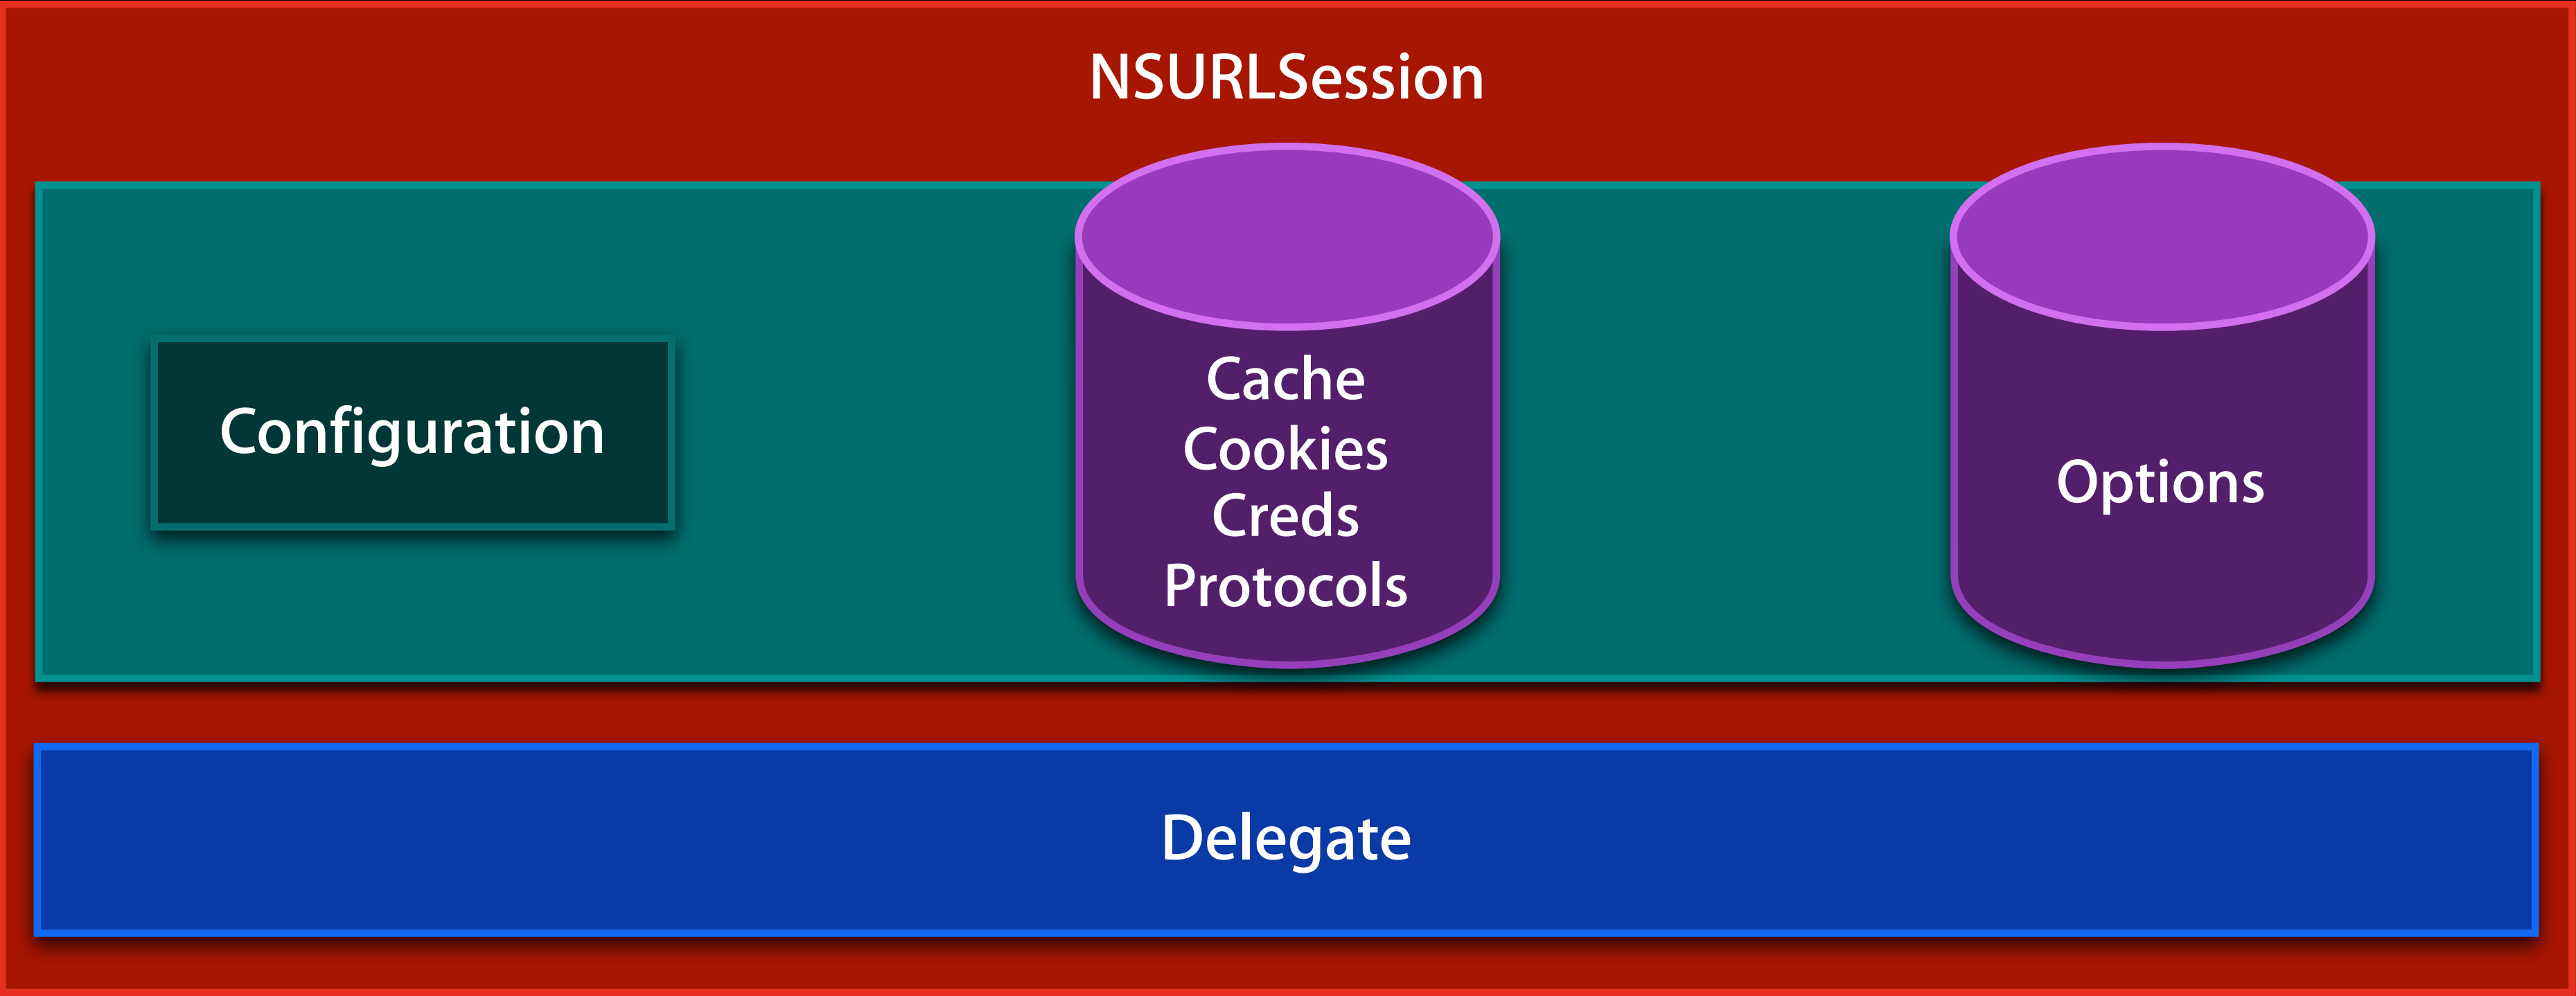 NSURLSession
Configuration
Cache
Cookies
Creds
Protocols
Options
Delegate